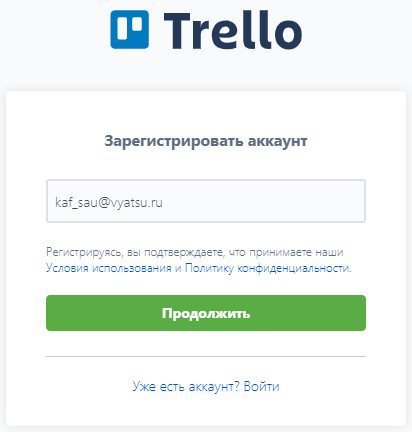 Trello
Зарегистрировать аккаунт
kaf_sau@vyatsu.ru
Регистрируясь, вы подтверждаете, что принимаете наши
Условия использования и Политику конфиденциальности.
Продолжить
Уже есть аккаунт? Войти